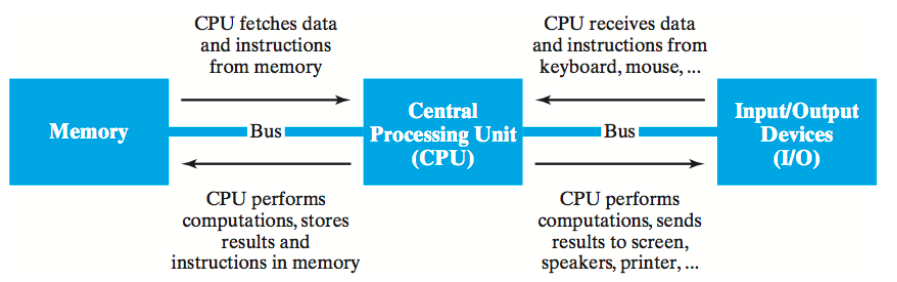 CPU fetches data
and instructions
from memory
CPU receives data
and instructions from
keyboard, mouse, ...
Memory
Bus
Central
Processing Unit
(CPU)
Bus
Input/Output
Devices
(I/O)
CPU performs
computations, stores
results and
instructions in memory
CPU performs
computations, sends
results to screen,
speakers, printer, ...